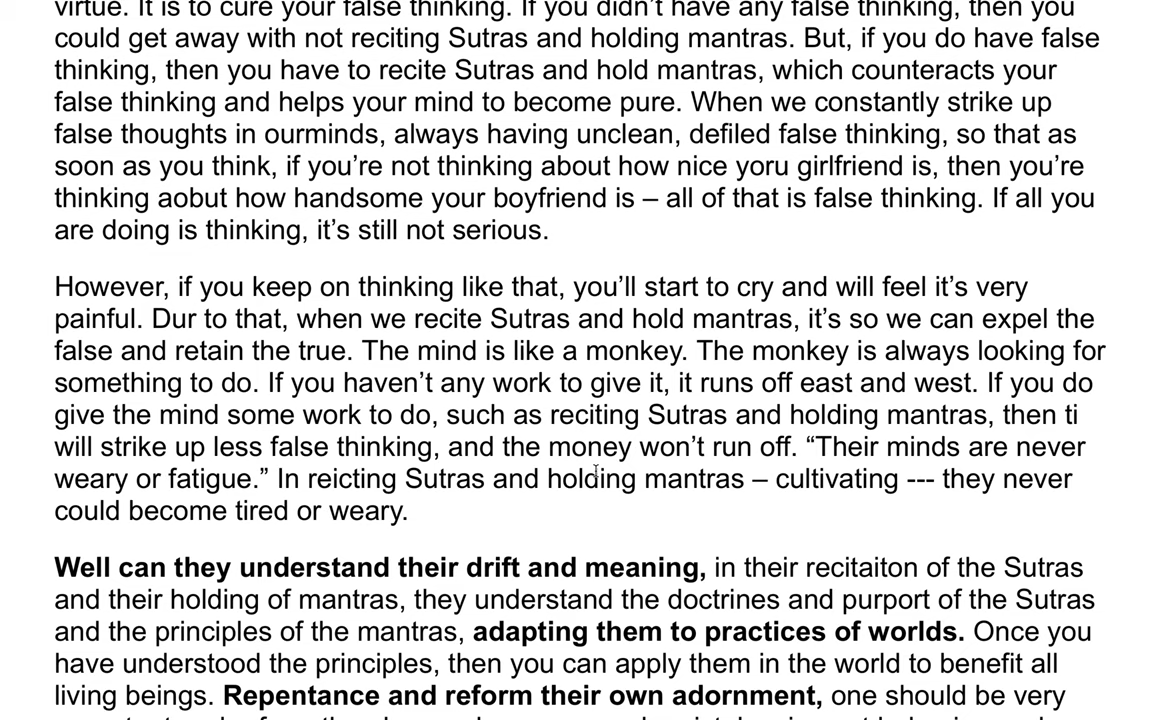 virtue. It is to cure your false thinking. If you didn’t have any false thinking, then you
could get away with not reciting Sutras and holding mantras. But, if you do have false
thinking, then you have to recite Sutras and hold mantras, which counteracts your
false thinking and helps your mind to become pure. When we constantly strike up
false thoughts in ourminds, always having unclean, defiled false thinking, so that as
soon as you think, if you’re not thinking about how nice yoru girlfriend is, then you’re
thinking aobut how handsome your boyfriend is – all of that is false thinking. If all you
are doing is thinking, it’s still not serious.
However, if you keep on thinking like that, you’ll start to cry and will feel it’s very
painful. Dur to that, when we recite Sutras and hold mantras, it’s so we can expel the
false and retain the true. The mind is like a monkey. The monkey is always looking for
something to do. If you haven’t any work to give it, it runs off east and west. If you do
give the mind some work to do, such as reciting Sutras and holding mantras, then ti
will strike up less false thinking, and the money won’t run off. “Their minds are never
weary or fatigue.” In reicting Sutras and holding mantras – cultivating --- they never
could become tired or weary.
Well can they understand their drift and meaning, in their recitaiton of the Sutras
and their holding of mantras, they understand the doctrines and purport of the Sutras
and the principles of the mantras, adapting them to practices of worlds. Once you
have understood the principles, then you can apply them in the world to benefit all
living beings. Repentance and reform their own adornment, one should be very